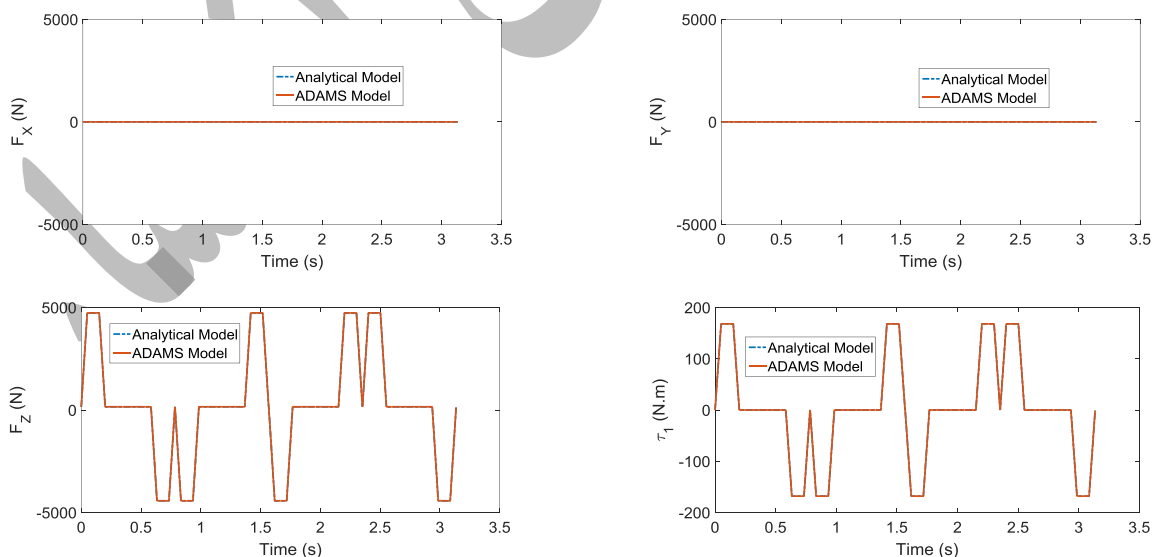 5000
0
-5000
F_X (N)
Analytical Model
ADAMS Model
0 0.5 1 1.5 2 2.5 3 3.5
Time (s)
5000
0
-5000
F_Y (N)
Analytical Model
ADAMS Model
0 0.5 1 1.5 2 2.5 3 3.5
Time (s)
5000
0
-5000
F_Z (N)
Analytical Model
ADAMS Model
0 0.5 1 1.5 2 2.5 3 3.5
Time (s)
200
100
0
-100
-200
τ_1 (N.m)
Analytical Model
ADAMS Model
0 0.5 1 1.5 2 2.5 3 3.5
Time (s)